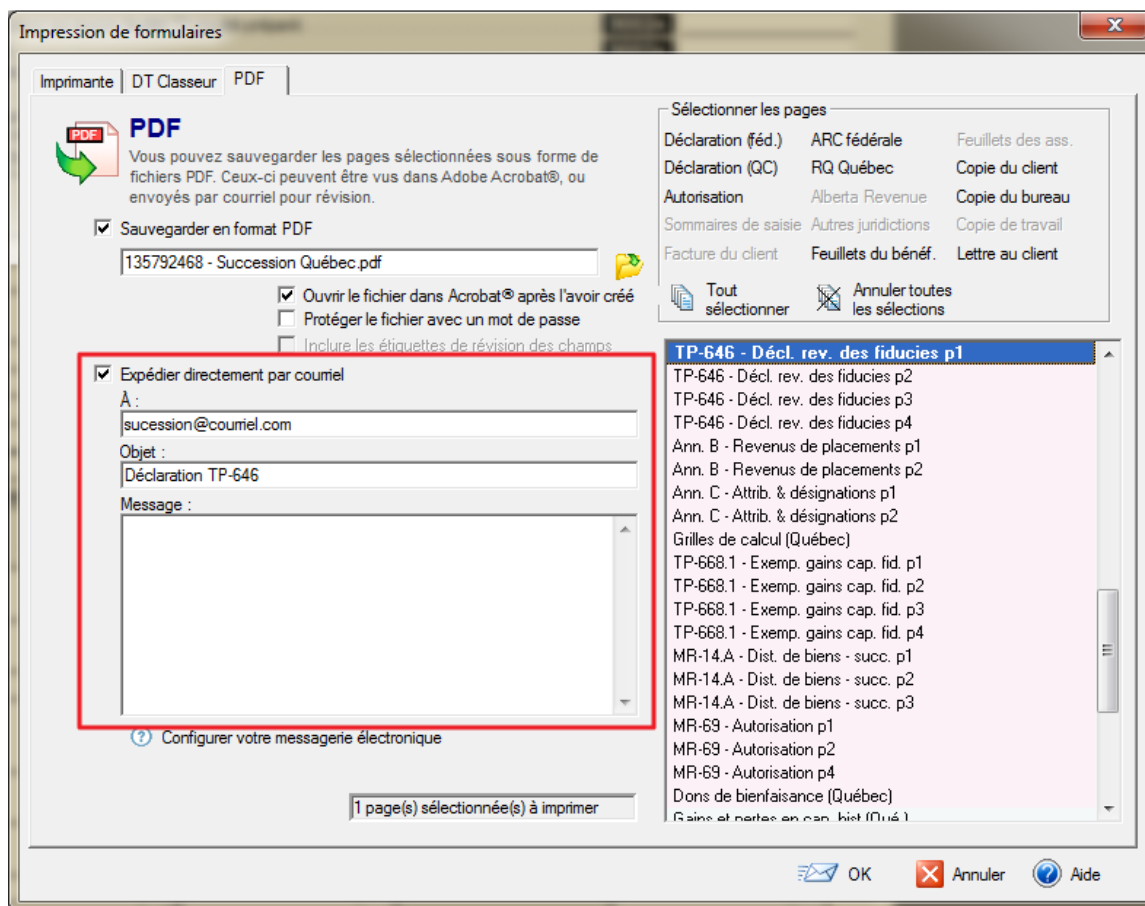 Impression de formulaires
Imprimante
DT Classeur
PDF
PDF
PDF
Vous pouvez sauvegarder les pages sélectionnées sous forme de
fichiers PDF. Ceux-ci peuvent être vus dans Adobe Acrobat®, ou
envoyés par courriel pour révision.
Sauvegarder en format PDF
135792468 - Succession Québec.pdf
Ouvrir le fichier dans Acrobat® après l'avoir créé
Protéger le fichier avec un mot de passe
Inclure les étiquettes de révision des champs
Expédier directement par courriel
À :
sucession@courriel.com
Objet :
Déclaration TP-646
Message :
Configurer votre messagerie électronique
1 page(s) sélectionnée(s) à imprimer
Sélectionner les pages
Déclaration (féd.) ARC fédérale Feuillets des ass.
Déclaration (QC) RQ Québec Copie du client
Autorisation Alberta Revenue Copie du bureau
Sommaires de saisie Autres juridictions Copie de travail
Facture du client Feuillets du bénéf. Lettre au client
Tout
sélectionner
Annuler toutes
les sélections
TP-646 - Décl. rev. des fiducies p1
TP-646 - Décl. rev. des fiducies p2
TP-646 - Décl. rev. des fiducies p3
TP-646 - Décl. rev. des fiducies p4
Ann. B - Revenus de placements p1
Ann. B - Revenus de placements p2
Ann. C - Attrib. & désignations p1
Ann. C - Attrib. & désignations p2
Grilles de calcul (Québec)
TP-668.1 - Exemp. gains cap. fid. p1
TP-668.1 - Exemp. gains cap. fid. p2
TP-668.1 - Exemp. gains cap. fid. p3
TP-668.1 - Exemp. gains cap. fid. p4
MR-14.A - Dist. de biens - succ. p1
MR-14.A - Dist. de biens - succ. p2
MR-14.A - Dist. de biens - succ. p3
MR-69 - Autorisation p1
MR-69 - Autorisation p2
MR-69 - Autorisation p4
Dons de bienfaisance (Québec)
Gains et pertes en cap. hist (Qué.)
OK
Annuler
Aide